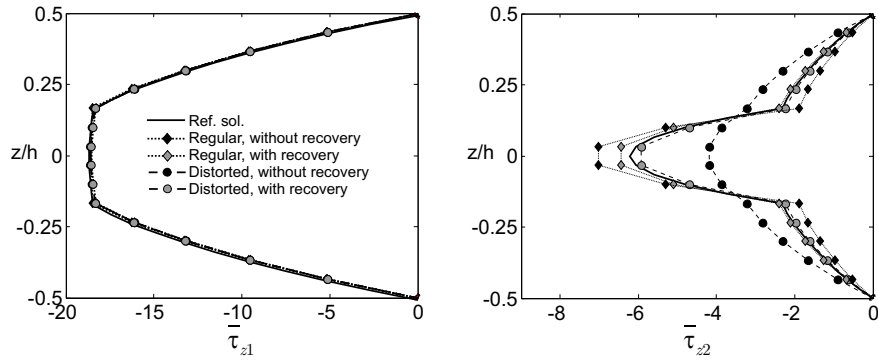 0.5
0.25
z/h
0
-0.25
-0.5
-20
-15
-10
-5
0
τ̅z1
Ref. sol.
Regular, without recovery
Regular, with recovery
Distorted, without recovery
Distorted, with recovery
0.5
0.25
z/h
0
-0.25
-0.5
-8
-6
-4
-2
0
τ̅z2